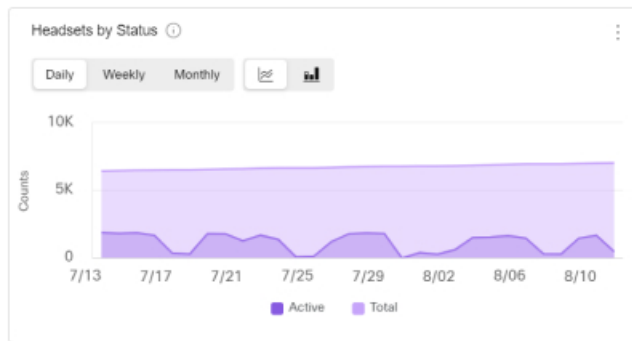 Headsets by Status
Daily Weekly Monthly
10K
5K
0
Counts
7/13 7/17 7/21 7/25 7/29 8/02 8/06 8/10
Active Total